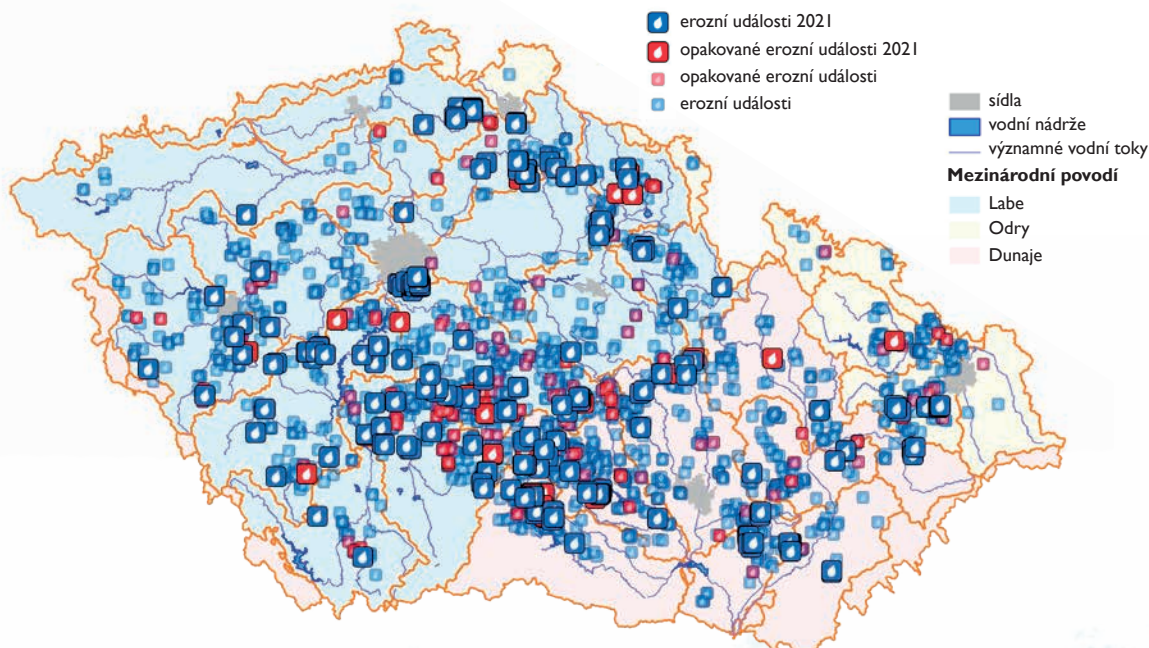 erozní události 2021
opakované erozní události 2021
opakované erozní události
erozní události
sídla
vodní nádrže
významné vodní toky
Mezinárodní povodí
Labe
Odry
Dunaje